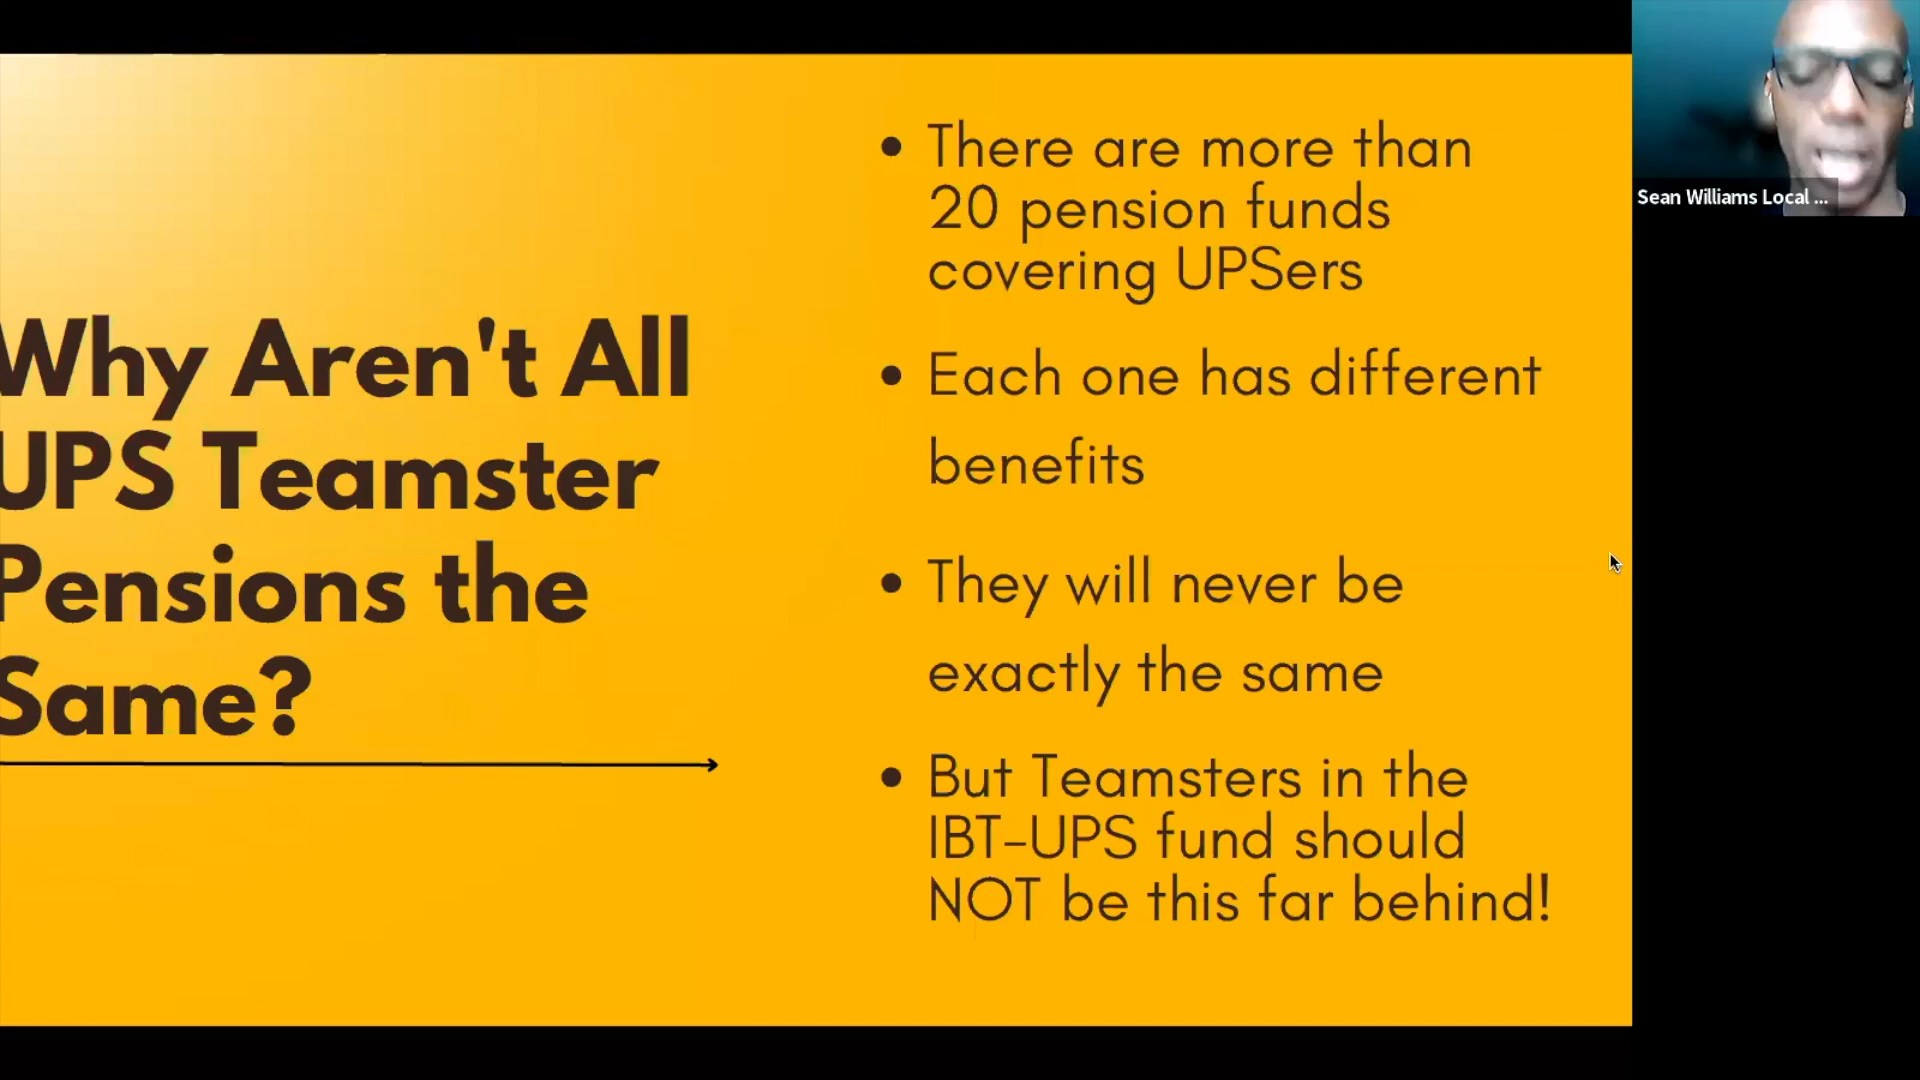 Why Aren't All
UPS Teamster
Pensions the
Same?
• There are more than
20 pension funds
covering UPSers
• Each one has different
benefits
• They will never be
exactly the same
• But Teamsters in the
IBT-UPS fund should
NOT be this far behind!
Sean Williams Local ...